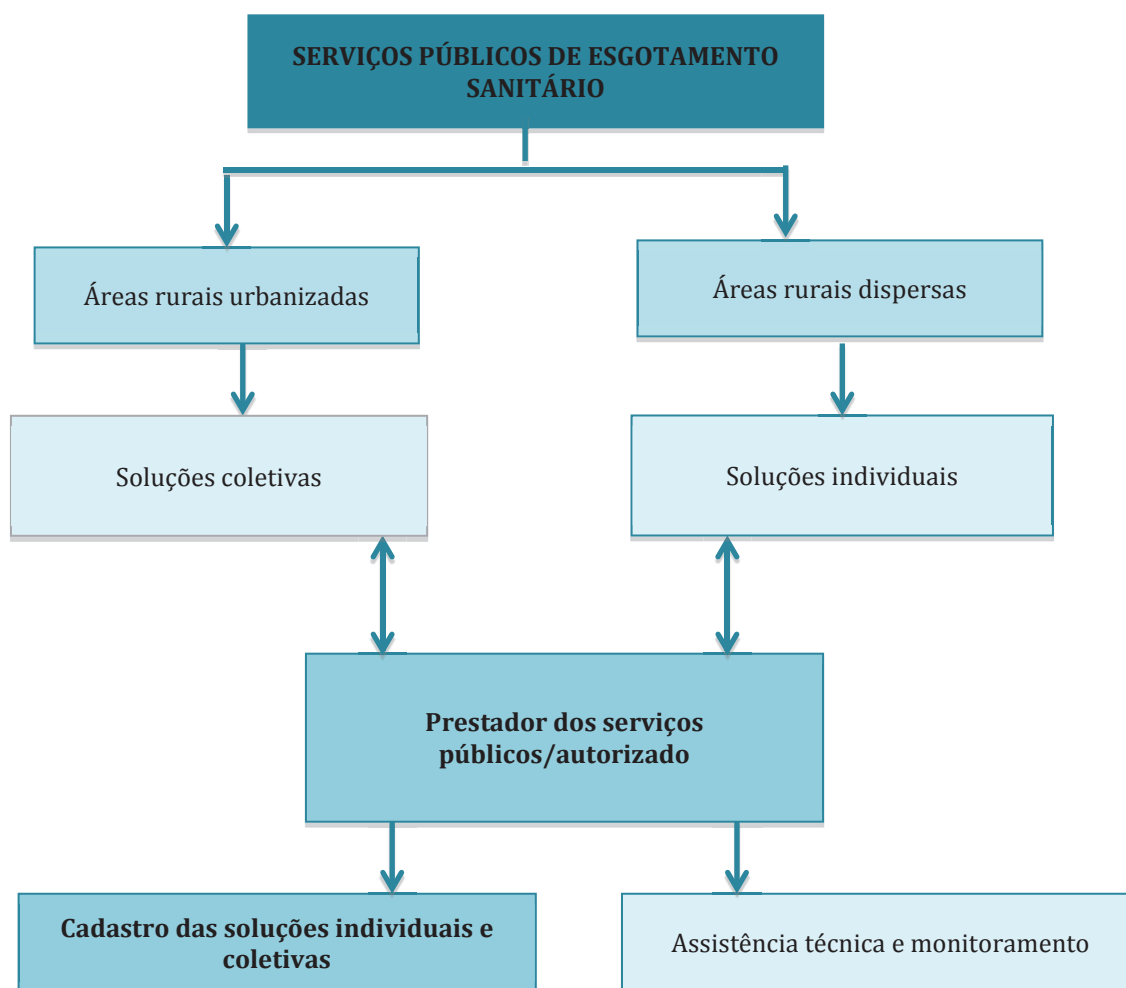 SERVIÇOS PÚBLICOS DE ESGOTAMENTO
SANITÁRIO
Áreas rurais urbanizadas
Áreas rurais dispersas
Soluções coletivas
Soluções individuais
Prestador dos serviços
públicos/autorizado
Cadastro das soluções individuais e
coletivas
Assistência técnica e monitoramento